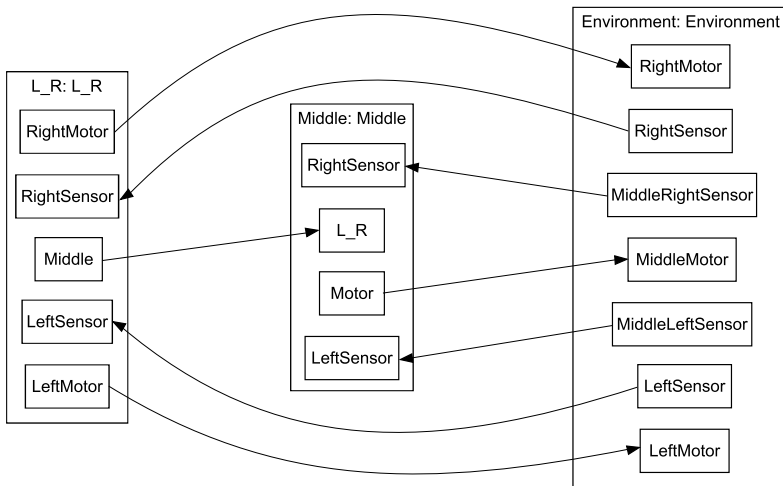 L_R: L_R
RightMotor
RightSensor
Middle
LeftSensor
LeftMotor
Middle: Middle
RightSensor
L_R
Motor
LeftSensor
Environment: Environment
RightMotor
RightSensor
MiddleRightSensor
MiddleMotor
MiddleLeftSensor
LeftSensor
LeftMotor